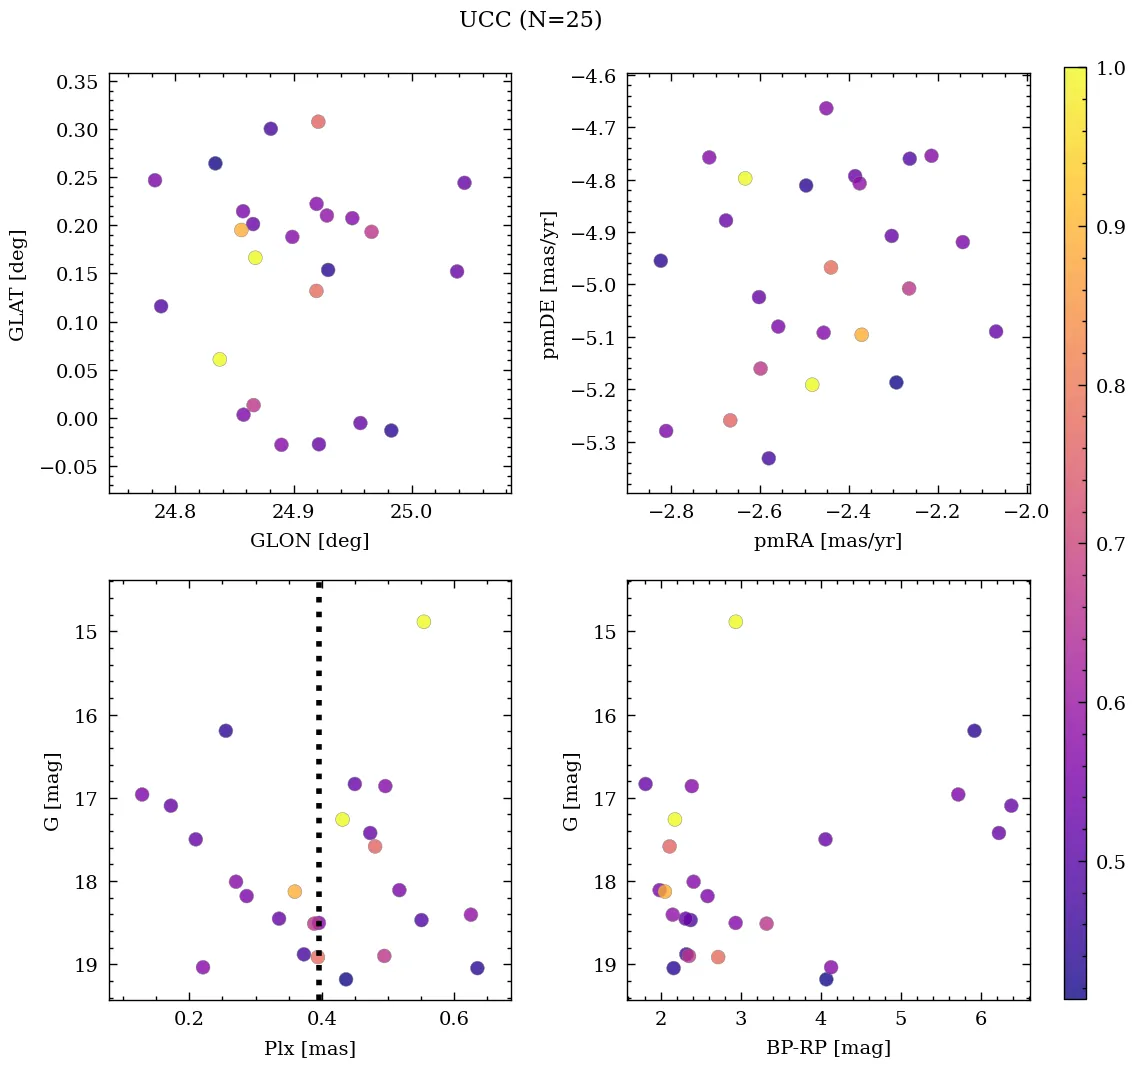 UCC (N=25)
0.35
0.30
0.25
0.20
0.15
0.10
0.05
0.00
−0.05
GLAT [deg]
24.8 24.9 25.0
GLON [deg]
−4.6
−4.7
−4.8
−4.9
−5.0
−5.1
−5.2
−5.3
pmDE [mas/yr]
−2.8 −2.6 −2.4 −2.2 −2.0
pmRA [mas/yr]
15
16
17
18
19
G [mag]
0.2 0.4 0.6
Plx [mas]
15
16
17
18
19
G [mag]
2 3 4 5 6
BP-RP [mag]
1.0
0.9
0.8
0.7
0.6
0.5